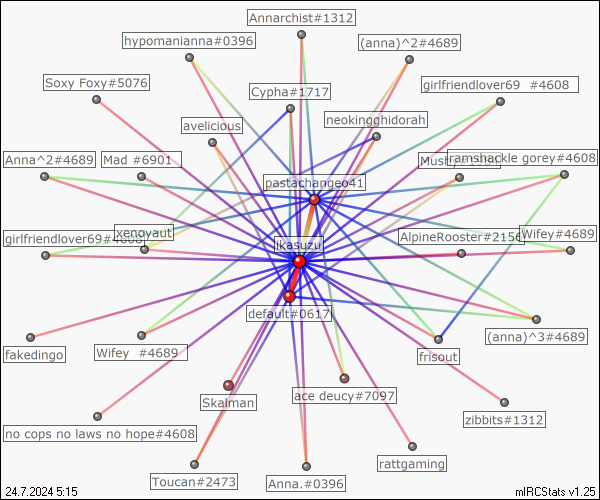 Annarchist#1312
hypomanianna#0396
(anna)^2#4689
Soxy Foxy#5076
Cypha#1717
girlfriendlover69 #4608
neokingghidorah
avelicious
Anna^2#4689
Mad #6901
ramshackle gorey#4608
pastachangeo41
xenoyaut
Wifey#4689
AlpineRooster#2156
girlfriendlover69#4608
ikasuzu
default#0617
(anna)^3#4689
fakedingo
Wifey #4689
frisout
ace deucy#7097
Skalman
zibbits#1312
no cops no laws no hope#4608
rattgaming
Toucan#2473
Anna.#0396
24.7.2024 5:15
mIRCStats v1.25